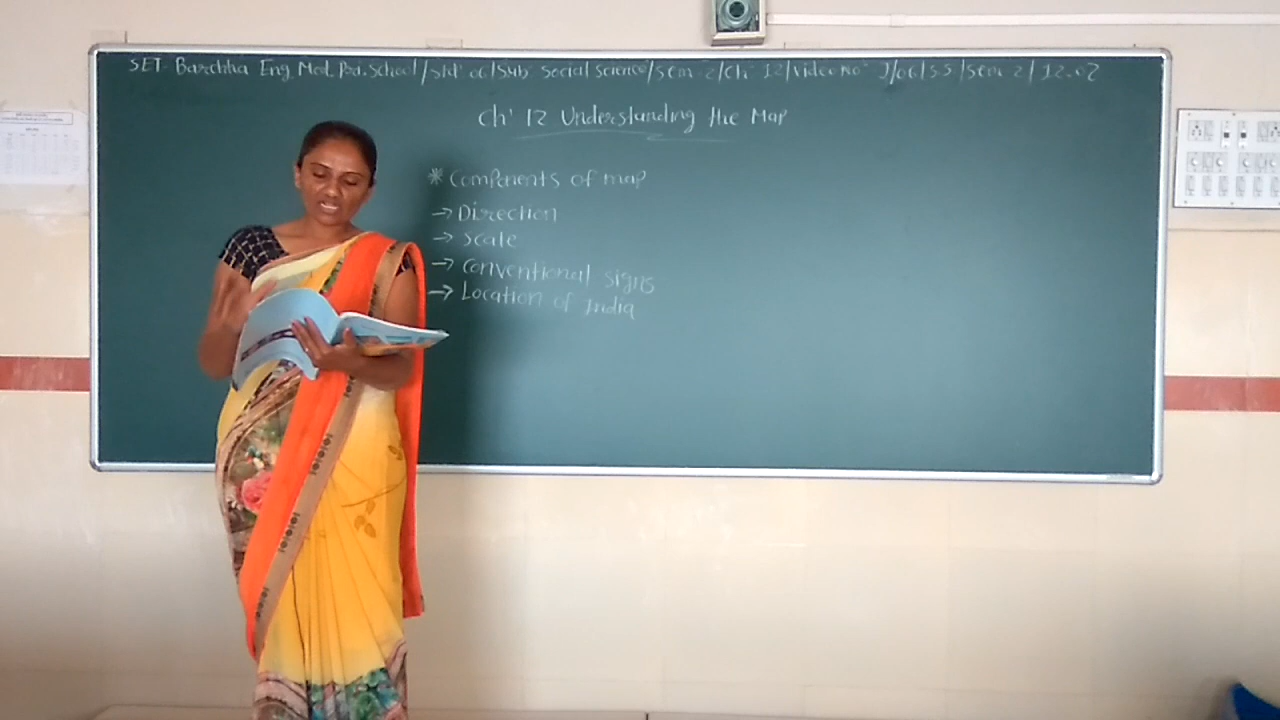 SET Barchha Eng. Med. Pri. School / Std' 06 / Sub' Social Science / Sem-2 / Ch' 12 / Video No' J/06/SS/Sem 2/12.02
Ch' 12 Understanding the Map
* Components of map
→ Direction
→ Scale
→ Conventional signs
→ Location of India